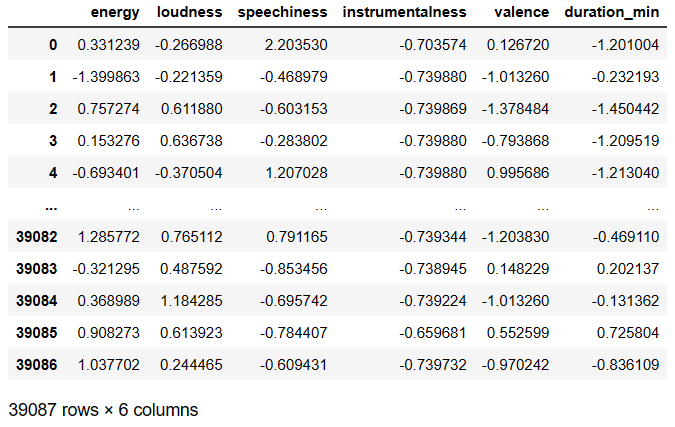 energy loudness speechiness instrumentalness valence duration_min
0 0.331239 -0.266988 2.203530 -0.703574 0.126720 -1.201004
1 -1.399863 -0.221359 -0.468979 -0.739880 -1.013260 -0.232193
2 0.757274 0.611880 -0.603153 -0.739869 -1.378484 -1.450442
3 0.153276 0.636738 -0.283802 -0.739880 -0.793868 -1.209519
4 -0.693401 -0.370504 1.207028 -0.739880 0.995686 -1.213040
... ... ... ... ... ... ...
39082 1.285772 0.765112 0.791165 -0.739344 -1.203830 -0.469110
39083 -0.321295 0.487592 -0.853456 -0.738945 0.148229 0.202137
39084 0.368989 1.184285 -0.695742 -0.739224 -1.013260 -0.131362
39085 0.908273 0.613923 -0.784407 -0.659681 0.552599 0.725804
39086 1.037702 0.244465 -0.609431 -0.739732 -0.970242 -0.836109
39087 rows × 6 columns